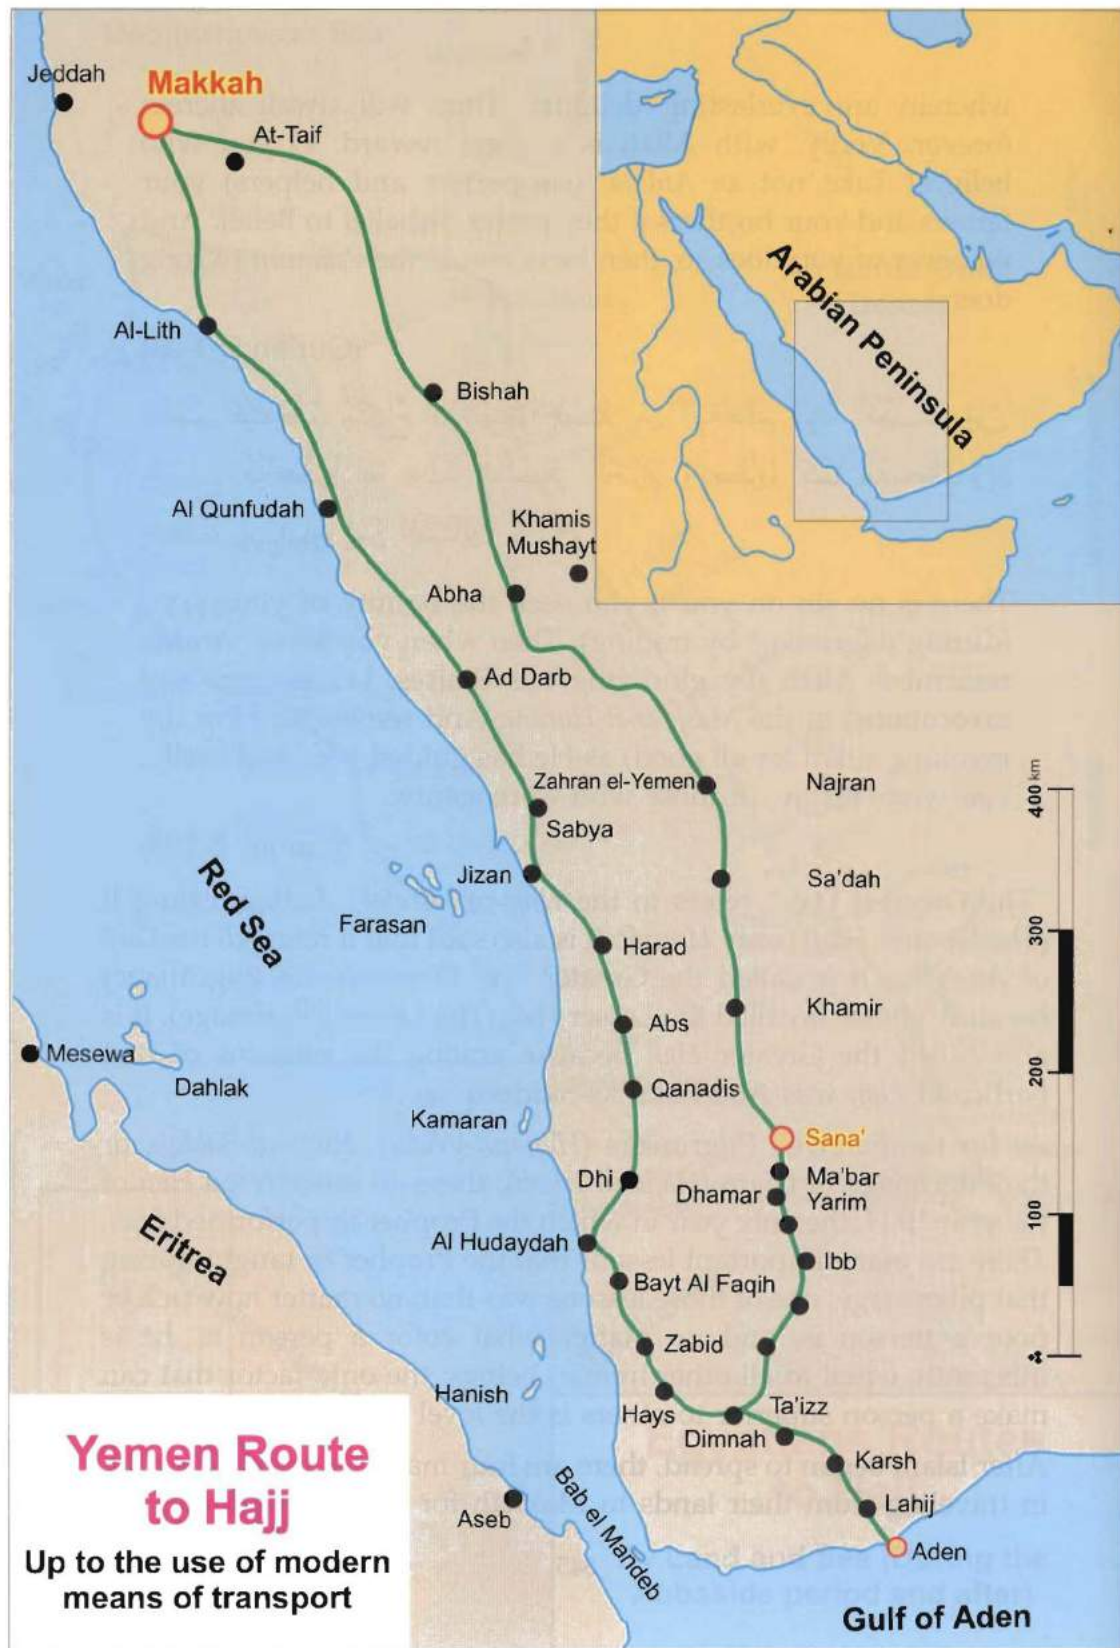 Jeddah
Makkah
At-Taif
Al-Lith
Bishah
Al Qunfudah
Khamis
Mushayt
Abha
Ad Darb
Zahran el-Yemen
Najran
Sabya
Jizan
Sa'dah
Farasan
Red Sea
Harad
Khamir
Abs
Mesewa
Dahlak
Qanadis
Kamaran
Sana'
Dhi
Ma'bar
Dhamar
Yarim
Al Hudaydah
Eritrea
Ibb
Bayt Al Faqih
Zabid
Hanish
Hays
Ta'izz
Dimnah
Karsh
Lahij
Aseb
Bab el Mandeb
Aden
Gulf of Aden
Arabian Peninsula
400 km
300
200
100
Yemen Route
to Hajj
Up to the use of modern
means of transport